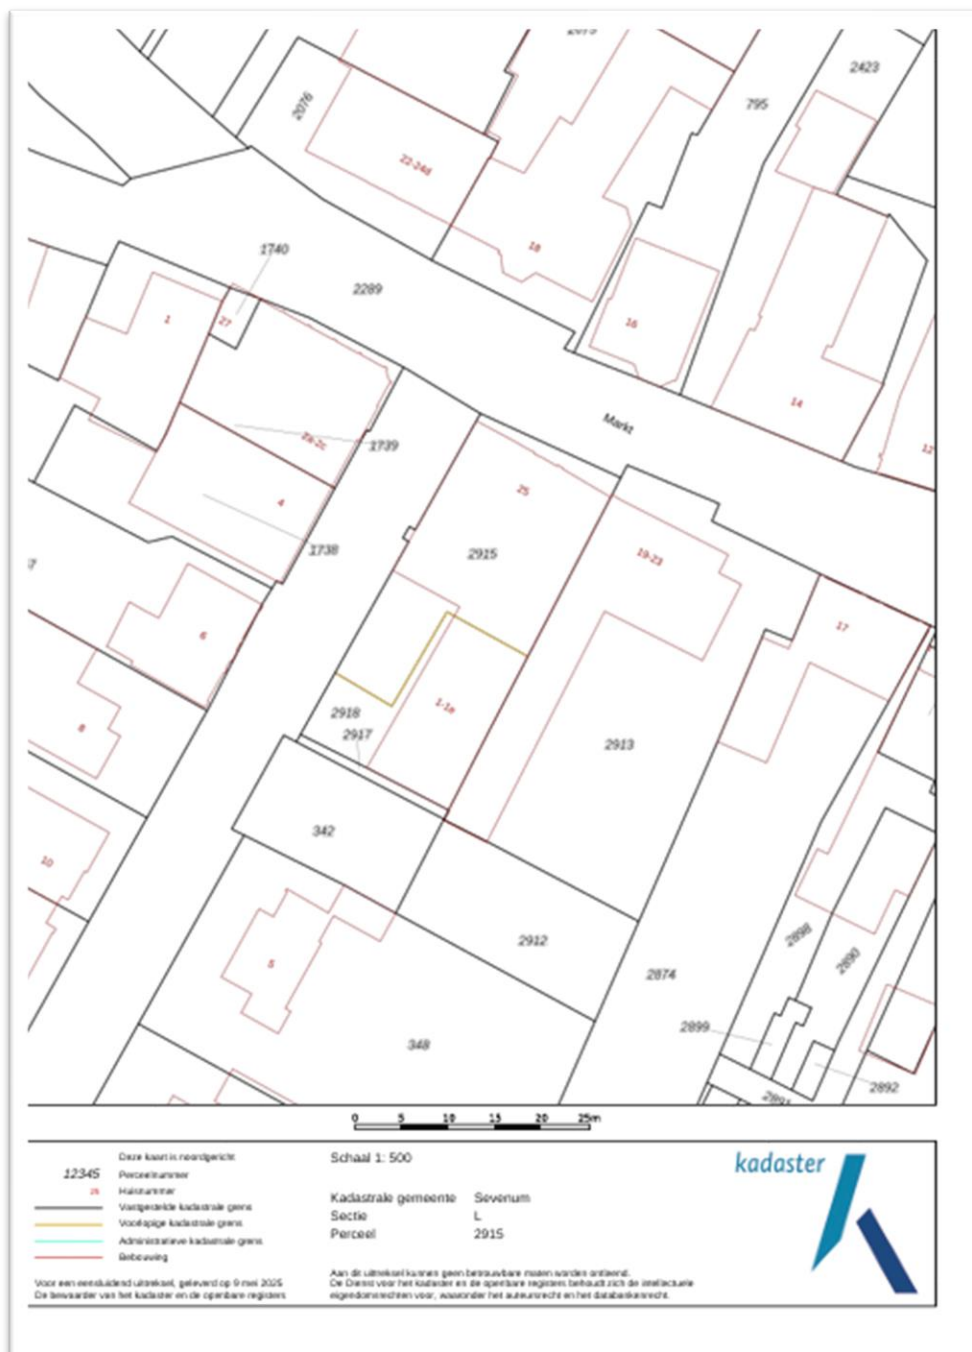 2423
795
2076
22-24d
18
1740
2289
27
1
16
14
Markt
12
2a-2c
1739
4
25
1738
2915
19-23
17
6
1-1a
2918
8
2917
2913
342
10
2898
2912
2890
5
2874
2899
348
2892
2891
0 5 10 15 20 25m
Deze kaart is noordgericht
12345 Perceelnummer
25 Huisnummer
Vastgestelde kadastrale grens
Voorlopige kadastrale grens
Administratieve kadastrale grens
Bebouwing
Voor een eensluidend uittreksel, geleverd op 9 mei 2025
De bewaarder van het kadaster en de openbare registers
Schaal 1: 500
Kadastrale gemeente Sevenum
Sectie L
Perceel 2915
Aan dit uittreksel kunnen geen betrouwbare maten worden ontleend.
De Dienst voor het kadaster en de openbare registers behoudt zich de intellectuele
eigendomsrechten voor, waaronder het auteursrecht en het databankenrecht.
kadaster